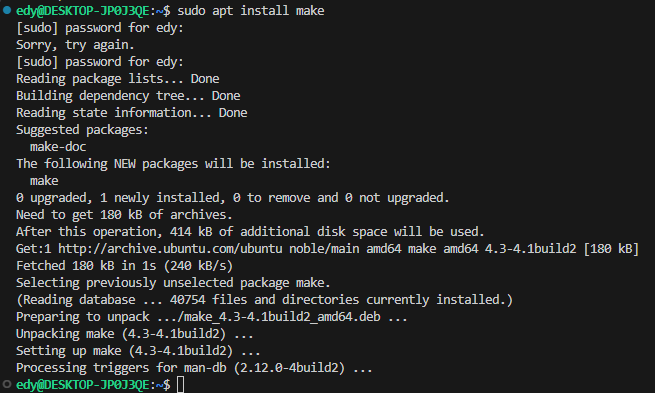 edy@DESKTOP-JP0J3QE:~$ sudo apt install make
[sudo] password for edy:
Sorry, try again.
[sudo] password for edy:
Reading package lists... Done
Building dependency tree... Done
Reading state information... Done
Suggested packages:
  make-doc
The following NEW packages will be installed:
  make
0 upgraded, 1 newly installed, 0 to remove and 0 not upgraded.
Need to get 180 kB of archives.
After this operation, 414 kB of additional disk space will be used.
Get:1 http://archive.ubuntu.com/ubuntu noble/main amd64 make amd64 4.3-4.1build2 [180 kB]
Fetched 180 kB in 1s (240 kB/s)
Selecting previously unselected package make.
(Reading database ... 40754 files and directories currently installed.)
Preparing to unpack .../make_4.3-4.1build2_amd64.deb ...
Unpacking make (4.3-4.1build2) ...
Setting up make (4.3-4.1build2) ...
Processing triggers for man-db (2.12.0-4build2) ...
edy@DESKTOP-JP0J3QE:~$